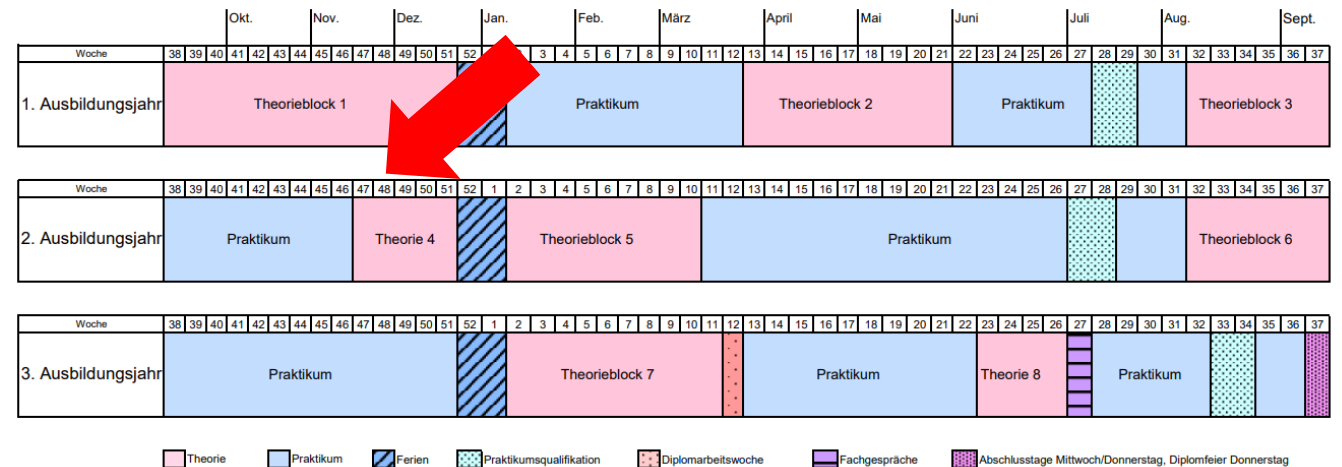 Okt. Nov. Dez. Jan. Feb. März April Mai Juni Juli Aug. Sept.
Woche 38 39 40 41 42 43 44 45 46 47 48 49 50 51 52 3 4 5 6 7 8 9 10 11 12 13 14 15 16 17 18 19 20 21 22 23 24 25 26 27 28 29 30 31 32 33 34 35 36 37
1. Ausbildungsjahr Theorieblock 1 Praktikum Theorieblock 2 Praktikum Theorieblock 3
Woche 38 39 40 41 42 43 44 45 46 47 48 49 50 51 52 1 2 3 4 5 6 7 8 9 10 11 12 13 14 15 16 17 18 19 20 21 22 23 24 25 26 27 28 29 30 31 32 33 34 35 36 37
2. Ausbildungsjahr Praktikum Theorie 4 Theorieblock 5 Praktikum Theorieblock 6
Woche 38 39 40 41 42 43 44 45 46 47 48 49 50 51 52 1 2 3 4 5 6 7 8 9 10 11 12 13 14 15 16 17 18 19 20 21 22 23 24 25 26 27 28 29 30 31 32 33 34 35 36 37
3. Ausbildungsjahr Praktikum Theorieblock 7 Praktikum Theorie 8 Praktikum
Theorie Praktikum Ferien Praktikumsqualifikation Diplomarbeitswoche Fachgespräche Abschlusstage Mittwoch/Donnerstag, Diplomfeier Donnerstag